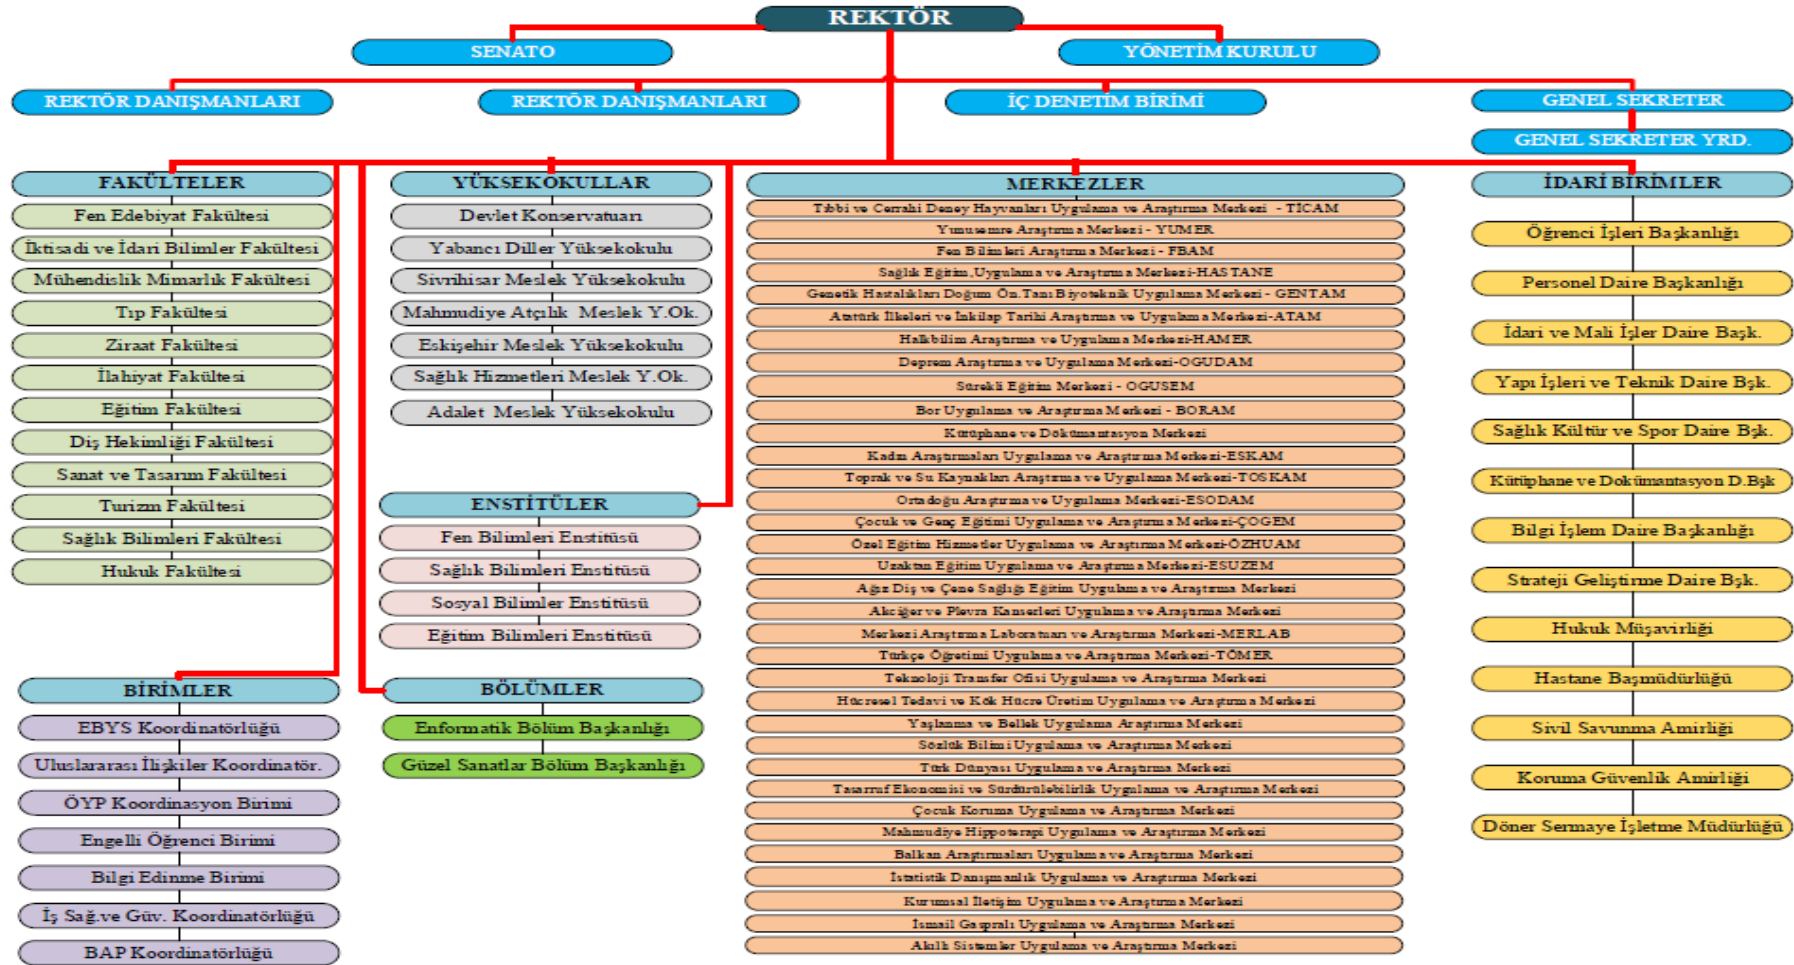 REKTÖR
SENATO
YÖNETİM KURULU
REKTÖR DANIŞMANLARI
REKTÖR DANIŞMANLARI
İÇ DENETİM BİRİMİ
GENEL SEKRETER
GENEL SEKRETER YRD.
FAKÜLTELER
Fen Edebiyat Fakültesi
İktisadi ve İdari Bilimler Fakültesi
Mühendislik Mimarlık Fakültesi
Tıp Fakültesi
Ziraat Fakültesi
İlahiyat Fakültesi
Eğitim Fakültesi
Diş Hekimliği Fakültesi
Sanat ve Tasarım Fakültesi
Turizm Fakültesi
Sağlık Bilimleri Fakültesi
Hukuk Fakültesi
BİRİMLER
EBYS Koordinatörlüğü
Uluslararası İlişkiler Koordinatör.
ÖYP Koordinasyon Birimi
Engelli Öğrenci Birimi
Bilgi Edinme Birimi
İş Sağ.ve Güv. Koordinatörlüğü
BAP Koordinatörlüğü
YÜKSEKOKULLAR
Devlet Konservatuarı
Yabancı Diller Yüksekokulu
Sivrihisar Meslek Yüksekokulu
Mahmudiye Atçılık Meslek Y.Ok.
Eskişehir Meslek Yüksekokulu
Sağlık Hizmetleri Meslek Y.Ok.
Adalet Meslek Yüksekokulu
ENSTİTÜLER
Fen Bilimleri Enstitüsü
Sağlık Bilimleri Enstitüsü
Sosyal Bilimler Enstitüsü
Eğitim Bilimleri Enstitüsü
BÖLÜMLER
Enformatik Bölüm Başkanlığı
Güzel Sanatlar Bölüm Başkanlığı
MERKEZLER
Tıbbi ve Cerrahi Deney Hayvanları Uygulama ve Araştırma Merkezi - TİCAM
Yunusemre Araştırma Merkezi - YUMER
Fen Bilimleri Araştırma Merkezi - FBAM
Sağlık Eğitim,Uygulama ve Araştırma Merkezi-HASTANE
Genetik Hastalıkları Doğum Ön.Tanı Biyoteknik Uygulama Merkezi - GENTAM
Atatürk İlkeleri ve İnkilap Tarihi Araştırma ve Uygulama Merkezi-ATAM
Halkbilim Araştırma ve Uygulama Merkezi-HAMER
Deprem Araştırma ve Uygulama Merkezi-OGUDAM
Sürekli Eğitim Merkezi - OGUSEM
Bor Uygulama ve Araştırma Merkezi - BORAM
Kütüphane ve Dökümantasyon Merkezi
Kadın Araştırmaları Uygulama ve Araştırma Merkezi-ESKAM
Toprak ve Su Kaynakları Araştırma ve Uygulama Merkezi-TOSKAM
Ortadoğu Araştırma ve Uygulama Merkezi-ESODAM
Çocuk ve Genç Eğitimi Uygulama ve Araştırma Merkezi-ÇOGEM
Özel Eğitim Hizmetler Uygulama ve Araştırma Merkezi-ÖZHUAM
Uzaktan Eğitim Uygulama ve Araştırma Merkezi-ESUZEM
Ağız Diş ve Çene Sağlığı Eğitim Uygulama ve Araştırma Merkezi
Akciğer ve Plevra Kanserleri Uygulama ve Araştırma Merkezi
Merkezi Araştırma Laboratuarı ve Araştırma Merkezi-MERLAB
Türkçe Öğretimi Uygulama ve Araştırma Merkezi-TÖMER
Teknoloji Transfer Ofisi Uygulama ve Araştırma Merkezi
Hücresel Tedavi ve Kök Hücre Üretim Uygulama ve Araştırma Merkezi
Yaşlanma ve Bellek Uygulama Araştırma Merkezi
Sözlük Bilimi Uygulama ve Araştırma Merkezi
Türk Dünyası Uygulama ve Araştırma Merkezi
Tasarruf Ekonomisi ve Sürdürülebilirlik Uygulama ve Araştırma Merkezi
Çocuk Koruma Uygulama ve Araştırma Merkezi
Mahmudiye Hippoterapi Uygulama ve Araştırma Merkezi
Balkan Araştırmaları Uygulama ve Araştırma Merkezi
İstatistik Danışmanlık Uygulama ve Araştırma Merkezi
Kurumsal İletişim Uygulama ve Araştırma Merkezi
İsmail Gaspralı Uygulama ve Araştırma Merkezi
Akıllı Sistemler Uygulama ve Araştırma Merkezi
İDARİ BİRİMLER
Öğrenci İşleri Başkanlığı
Personel Daire Başkanlığı
İdari ve Mali İşler Daire Başk.
Yapı İşleri ve Teknik Daire Bşk.
Sağlık Kültür ve Spor Daire Bşk.
Kütüphane ve Dokümantasyon D.Bşk
Bilgi İşlem Daire Başkanlığı
Strateji Geliştirme Daire Bşk.
Hukuk Müşavirliği
Hastane Başmüdürlüğü
Sivil Savunma Amirliği
Koruma Güvenlik Amirliği
Döner Sermaye İşletme Müdürlüğü